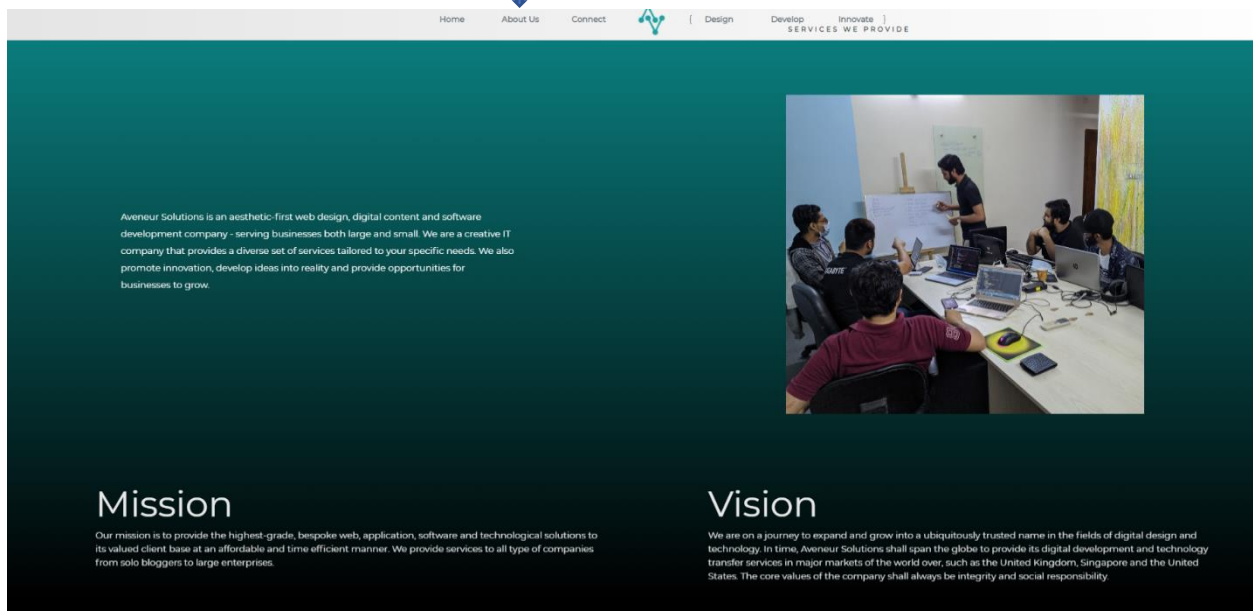 Home About Us Connect { Design Develop Innovate }
SERVICES WE PROVIDE
Aveneur Solutions is an aesthetic-first web design, digital content and software
development company - serving businesses both large and small. We are a creative IT
company that provides a diverse set of services tailored to your specific needs. We also
promote innovation, develop ideas into reality and provide opportunities for
businesses to grow.
GIGABYTE
Mission
Our mission is to provide the highest-grade, bespoke web, application, software and technological solutions to
its valued client base at an affordable and time efficient manner. We provide services to all type of companies
from solo bloggers to large enterprises.
Vision
We are on a journey to expand and grow into a ubiquitously trusted name in the fields of digital design and
technology. In time, Aveneur Solutions shall span the globe to provide its digital development and technology
transfer services in major markets of the world over, such as the United Kingdom, Singapore and the United
States. The core values of the company shall always be integrity and social responsibility.